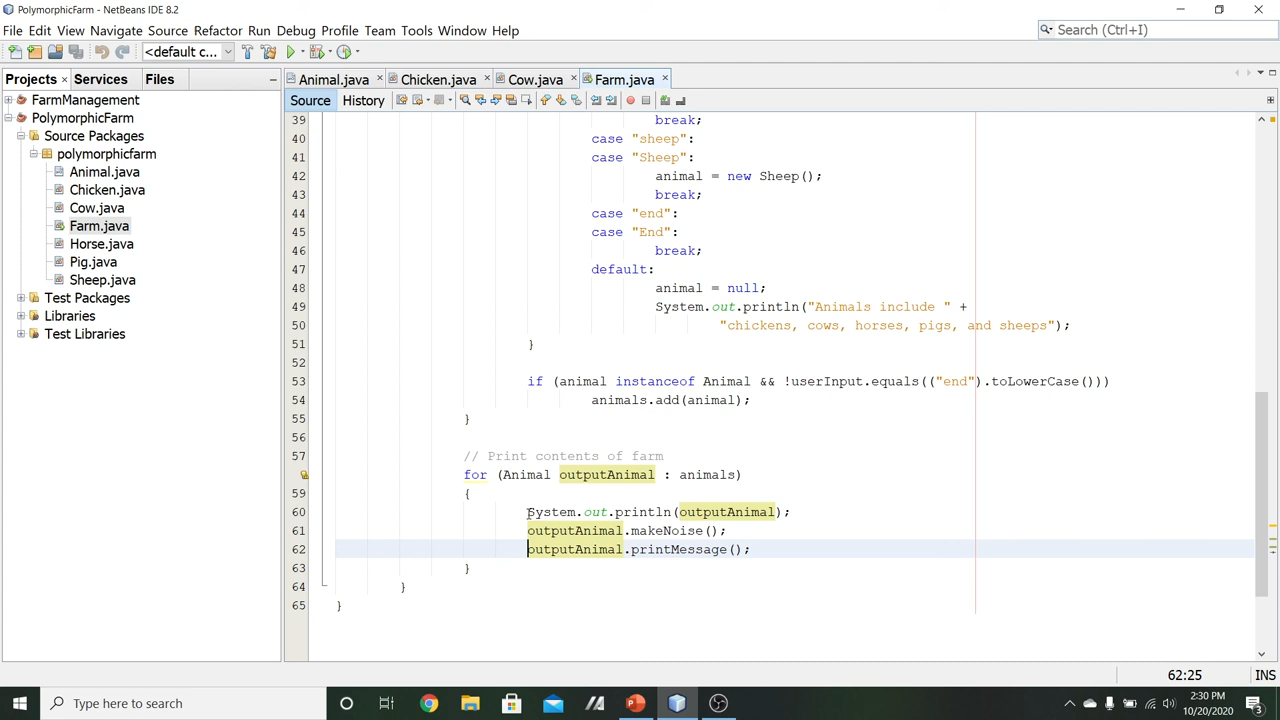 PolymorphicFarm - NetBeans IDE 8.2
File Edit View Navigate Source Refactor Run Debug Profile Team Tools Window Help
Search (Ctrl+I)
<default c...
Projects Services Files
Animal.java Chicken.java Cow.java Farm.java
Source History
FarmManagement
PolymorphicFarm
Source Packages
polymorphicfarm
Animal.java
Chicken.java
Cow.java
Farm.java
Horse.java
Pig.java
Sheep.java
Test Packages
Libraries
Test Libraries
39 break;
40 case "sheep":
41 case "Sheep":
42 animal = new Sheep();
43 break;
44 case "end":
45 case "End":
46 break;
47 default:
48 animal = null;
49 System.out.println("Animals include " +
50 "chickens, cows, horses, pigs, and sheeps");
51 }
52
53 if (animal instanceof Animal && !userInput.equals(("end").toLowerCase()))
54 animals.add(animal);
55 }
56
57 // Print contents of farm
for (Animal outputAnimal : animals)
59 {
60 System.out.println(outputAnimal);
61 outputAnimal.makeNoise();
62 outputAnimal.printMessage();
63 }
64 }
65 }
62:25 INS
Type here to search
2:30 PM
10/20/2020
3